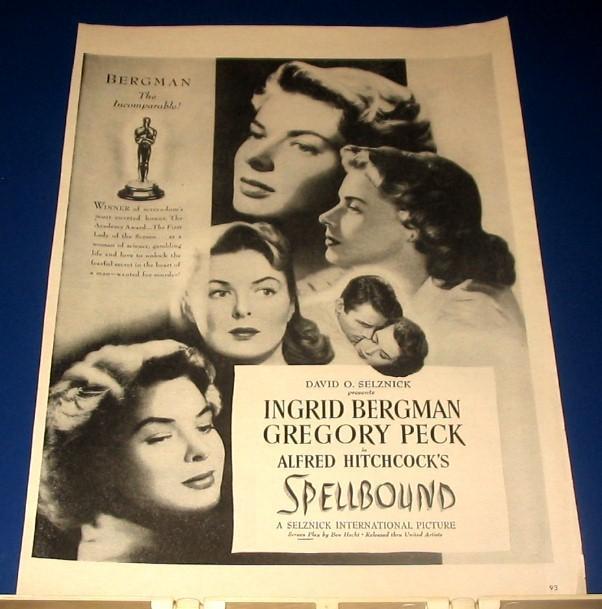 BERGMAN
The
Incomparable!
WINNER of screendom's
most coveted honor, The
Academy Award—The First
Lady of the Screen . . . as a
woman of science, gambling
life and love to unlock the
fearful secret in the heart of
a man—wanted for murder!
DAVID O. SELZNICK
presents
INGRID BERGMAN
GREGORY PECK
in
ALFRED HITCHCOCK'S
SPELLBOUND
A SELZNICK INTERNATIONAL PICTURE
Screen Play by Ben Hecht • Released thru United Artists
93